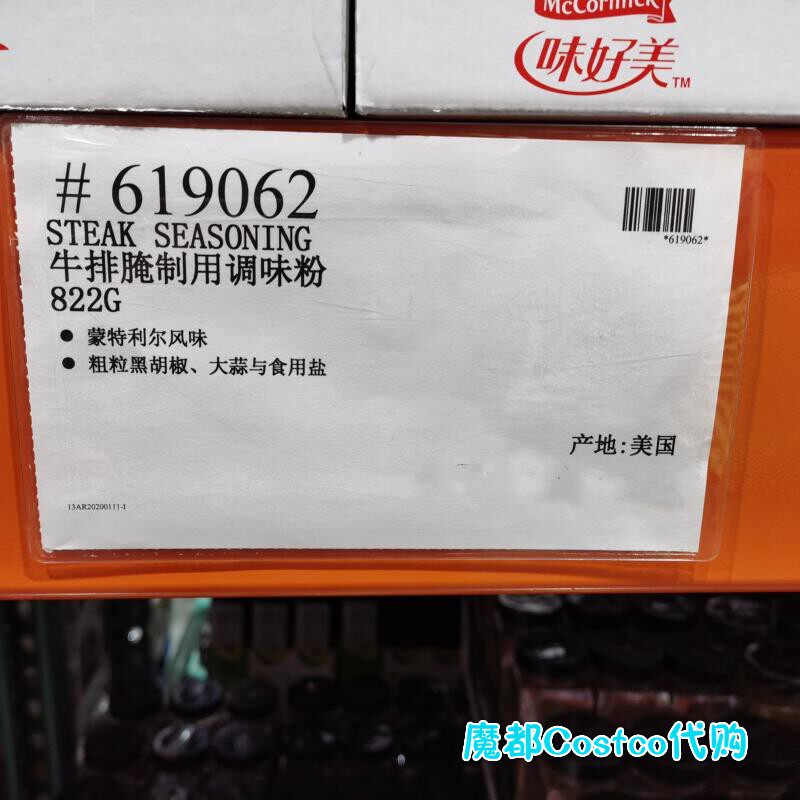 McCormick
味好美™
# 619062
*619062*
STEAK SEASONING
牛排腌制用调味粉
822G
● 蒙特利尔风味
● 粗粒黑胡椒、大蒜与食用盐
产地:美国
13AR20200111-1
魔都Costco代购